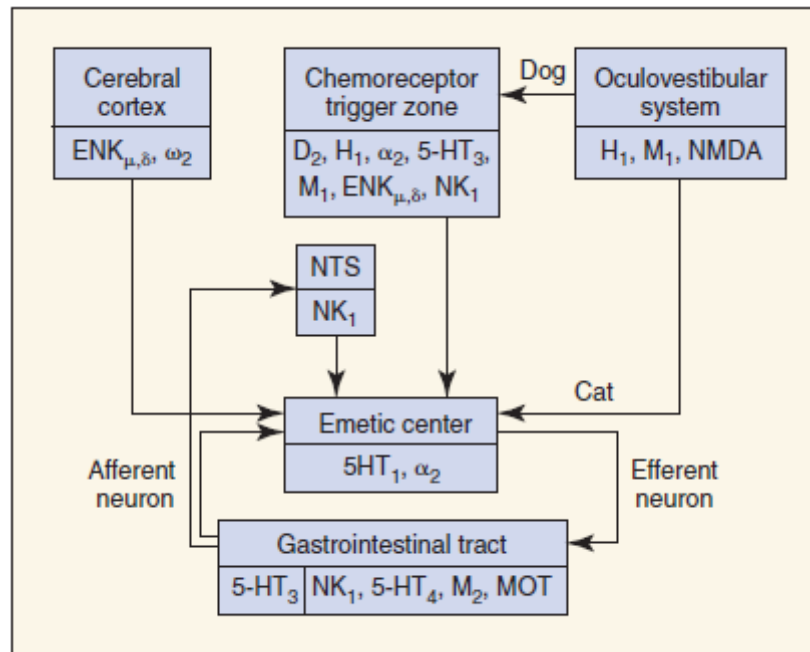 Cerebral
cortex
ENKμ,δ, ω2
Chemoreceptor
trigger zone
D2, H1, α2, 5-HT3,
M1, ENKμ,δ, NK1
Dog
Oculovestibular
system
H1, M1, NMDA
NTS
NK1
Cat
Emetic center
5HT1, α2
Afferent
neuron
Efferent
neuron
Gastrointestinal tract
5-HT3 NK1, 5-HT4, M2, MOT